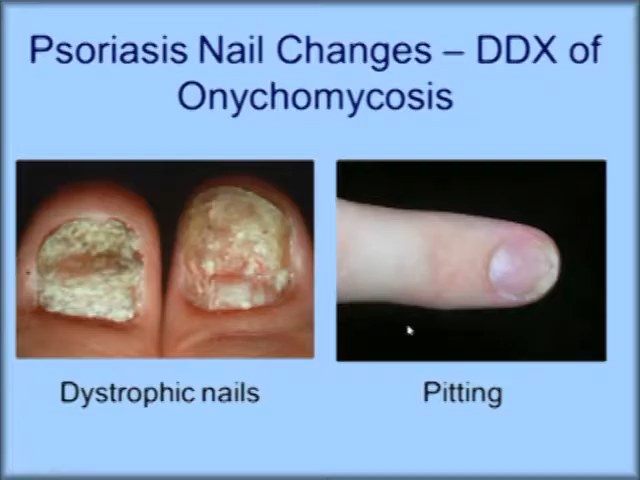 Psoriasis Nail Changes – DDX of
Onychomycosis
Dystrophic nails
Pitting